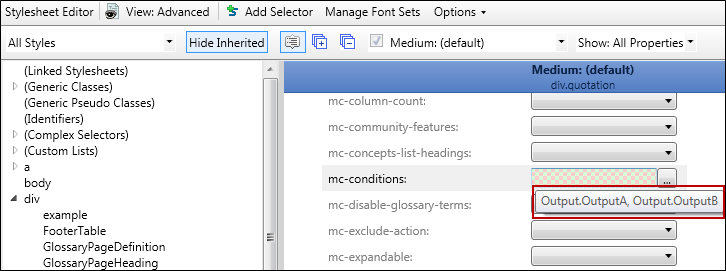 Stylesheet Editor View: Advanced Add Selector Manage Font Sets Options
All Styles Hide Inherited Medium: (default) Show: All Properties
(Linked Stylesheets)
(Generic Classes)
(Generic Pseudo Classes)
(Identifiers)
(Complex Selectors)
(Custom Lists)
a
body
div
example
FooterTable
GlossaryPageDefinition
GlossaryPageHeading
Medium: (default)
div.quotation
mc-column-count:
mc-community-features:
mc-concepts-list-headings:
mc-conditions: ...
Output.OutputA, Output.OutputB
mc-disable-glossary-terms:
mc-exclude-action:
mc-expandable: